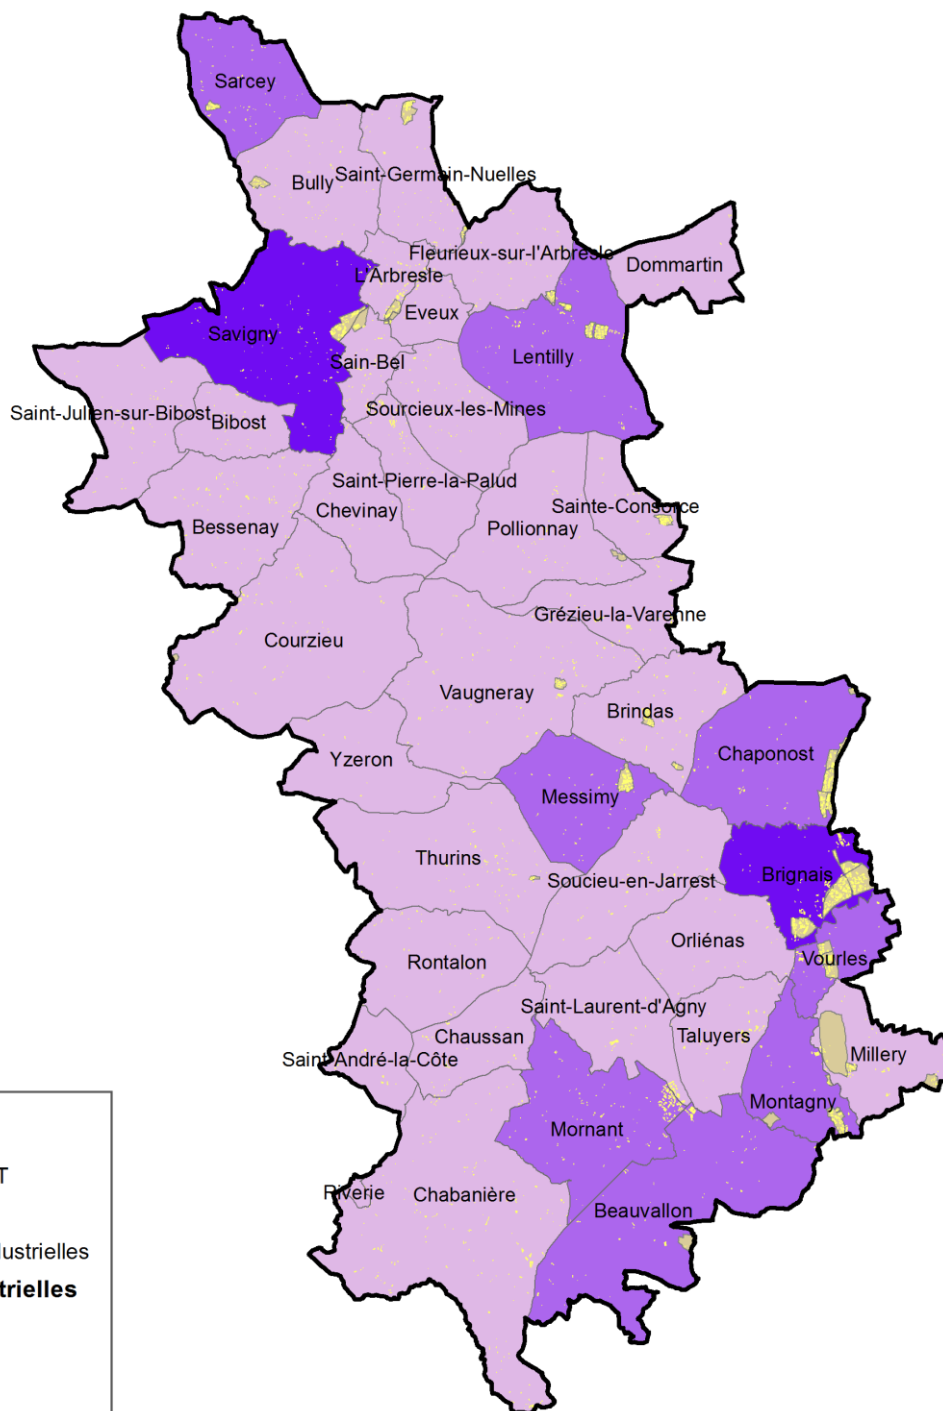 Sarcey
Saint-Germain-Nuelles
Bully
Fleurieux-sur-l'Arbresle
Dommartin
L'Arbresle
Eveux
Savigny
Lentilly
Sain-Bel
Saint-Julien-sur-Bibost
Sourcieux-les-Mines
Bibost
Saint-Pierre-la-Palud
Sainte-Consorce
Chevinay
Bessenay
Pollionnay
Grézieu-la-Varenne
Courzieu
Vaugneray
Brindas
Chaponost
Yzeron
Messimy
Thurins
Brignais
Soucieu-en-Jarrest
Orliénas
Vourles
Rontalon
Saint-Laurent-d'Agny
Chaussan
Taluyers
Millery
Saint-André-la-Côte
Montagny
Mornant
T
Riverie
Chabanière
Beauvallon
dustrielles
trielles